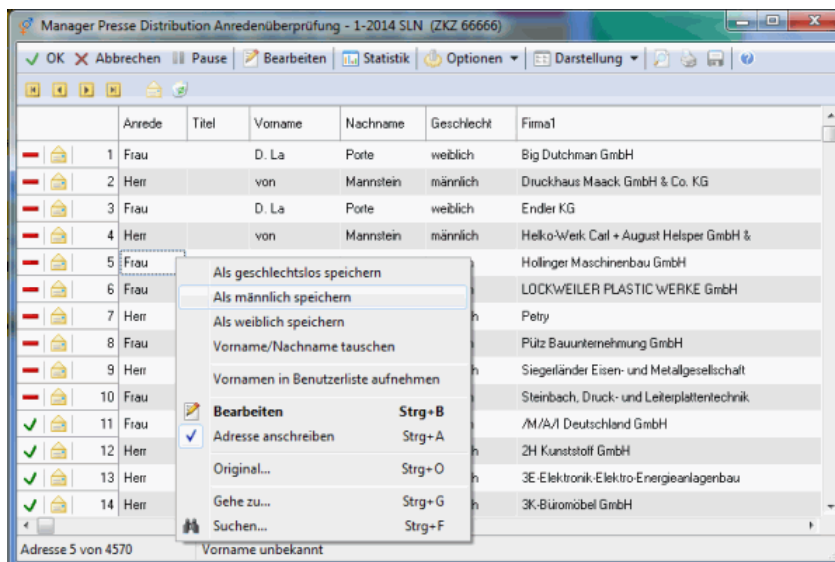 Manager Presse Distribution Anredenüberprüfung - 1-2014 SLN (ZKZ 66666)
OK Abbrechen Pause Bearbeiten Statistik Optionen Darstellung
Anrede Titel Vorname Nachname Geschlecht Firma1
1 Frau D. La Porte weiblich Big Dutchman GmbH
2 Herr von Mannstein männlich Druckhaus Maack GmbH & Co. KG
3 Frau D. La Porte weiblich Endler KG
4 Herr von Mannstein männlich Helko-Werk Carl + August Helsper GmbH &
5 Frau Hollinger Maschinenbau GmbH
6 Frau LOCKWEILER PLASTIC WERKE GmbH
7 Herr h Petry
8 Frau Pütz Bauunternehmung GmbH
9 Herr h Siegerländer Eisen- und Metallgesellschaft
10 Frau Steinbach, Druck- und Leiterplattentechnik
11 Frau /M/A/I Deutschland GmbH
12 Herr h 2H Kunststoff GmbH
13 Herr h 3E-Elektronik-Elektro-Energieanlagenbau
14 Herr h 3K-Büromöbel GmbH
Als geschlechtslos speichern
Als männlich speichern
Als weiblich speichern
Vorname/Nachname tauschen
Vornamen in Benutzerliste aufnehmen
Bearbeiten Strg+B
Adresse anschreiben Strg+A
Original... Strg+O
Gehe zu... Strg+G
Suchen... Strg+F
Adresse 5 von 4570 Vorname unbekannt